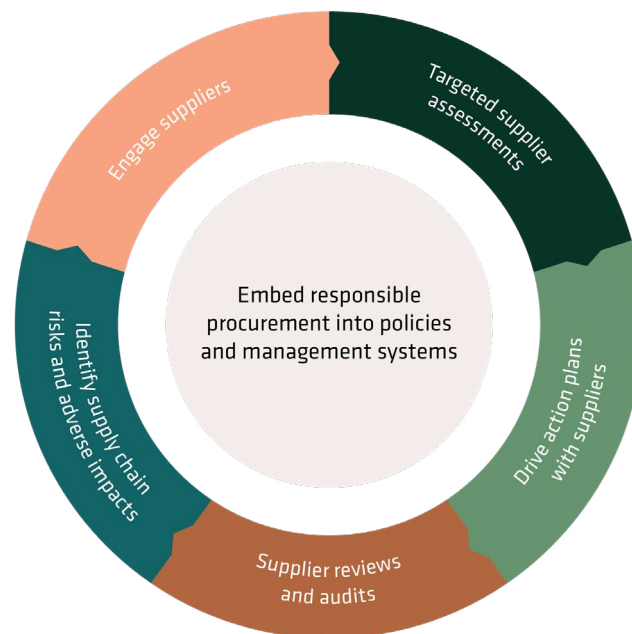 Engage suppliers
Targeted supplier
assessments
Embed responsible
procurement into policies
and management systems
Identify supply chain
risks and adverse impacts
Drive action plans
with suppliers
Supplier reviews
and audits